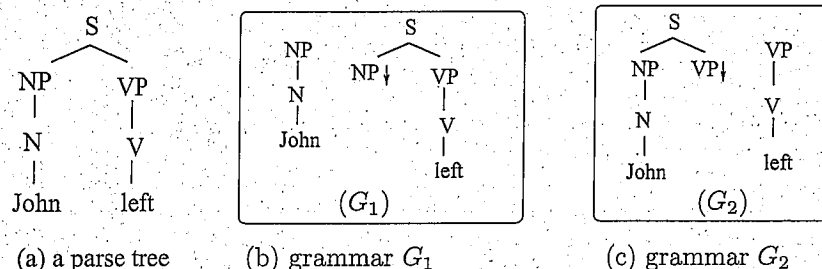 S
NP VP
N V
John left
(a) a parse tree
NP
N
John
S
NP↓ VP
V
left
(G1)
(b) grammar G1
S
NP VP↓
N
John
VP
V
left
(G2)
(c) grammar G2